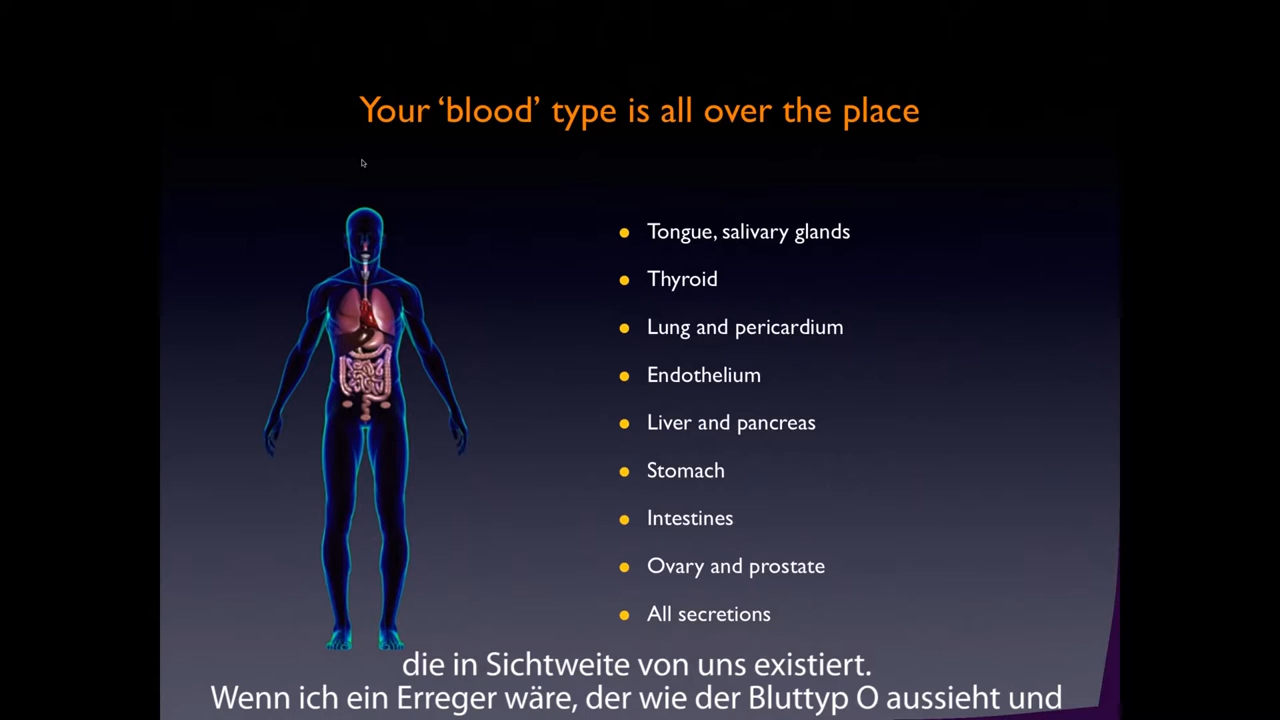 Your ‘blood’ type is all over the place
Tongue, salivary glands
Thyroid
Lung and pericardium
Endothelium
Liver and pancreas
Stomach
Intestines
Ovary and prostate
All secretions
die in Sichtweite von uns existiert.
Wenn ich ein Erreger wäre, der wie der Bluttyp O aussieht und